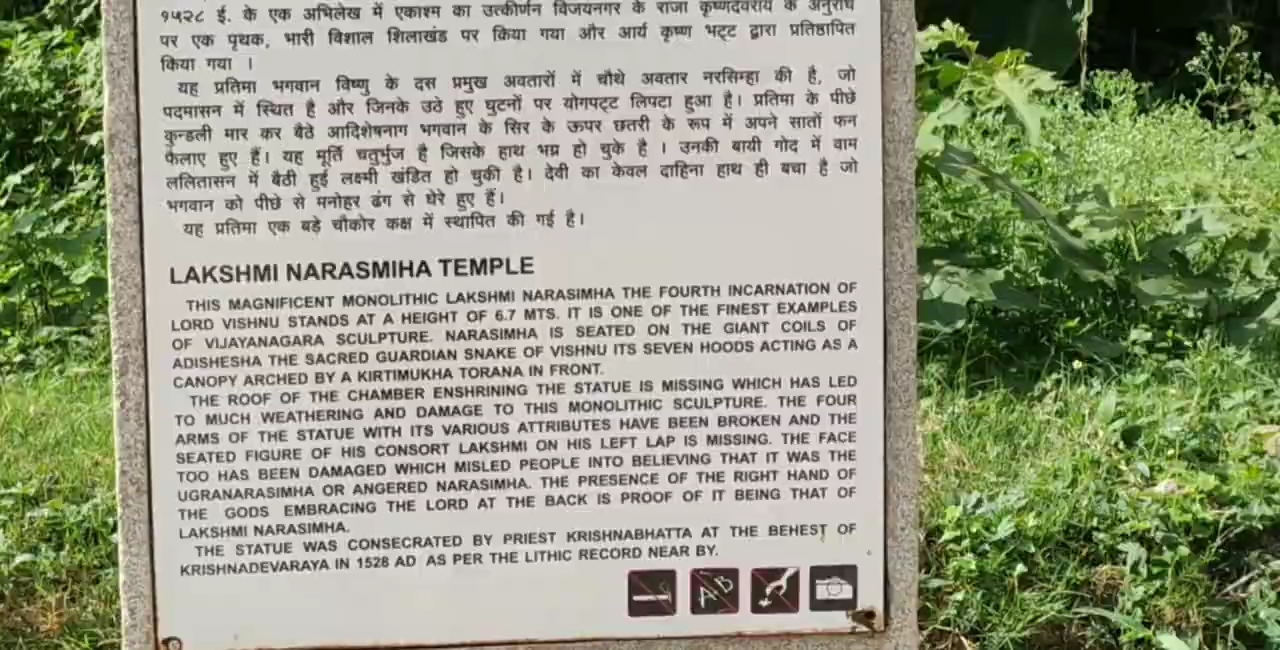 १५२८ ई. के एक अभिलेख में एकाश्म का उत्कीर्णन विजयनगर के राजा कृष्णदेवराय के अनुरोध
पर एक पृथक, भारी विशाल शिलाखंड पर किया गया और आर्य कृष्ण भट्ट द्वारा प्रतिष्ठापित
किया गया ।
यह प्रतिमा भगवान विष्णु के दस प्रमुख अवतारों में चौथे अवतार नरसिम्हा की है, जो
पदमासन में स्थित है और जिनके उठे हुए घुटनों पर योगपट्ट लिपटा हुआ है। प्रतिमा के पीछे
कुन्डली मार कर बैठे आदिशेषनाग भगवान के सिर के ऊपर छतरी के रूप में अपने सातों फन
फैलाए हुए हैं। यह मूर्ति चतुर्भुज है जिसके हाथ भग्न हो चुके है । उनकी बायी गोद में वाम
ललितासन में बैठी हुई लक्ष्मी खंडित हो चुकी है। देवी का केवल दाहिना हाथ ही बचा है जो
भगवान को पीछे से मनोहर ढंग से घेरे हुए हैं।
यह प्रतिमा एक बड़े चौकोर कक्ष में स्थापित की गई है।
LAKSHMI NARASMIHA TEMPLE
THIS MAGNIFICENT MONOLITHIC LAKSHMI NARASIMHA THE FOURTH INCARNATION OF
LORD VISHNU STANDS AT A HEIGHT OF 6.7 MTS. IT IS ONE OF THE FINEST EXAMPLES
OF VIJAYANAGARA SCULPTURE. NARASIMHA IS SEATED ON THE GIANT COILS OF
ADISHESHA THE SACRED GUARDIAN SNAKE OF VISHNU ITS SEVEN HOODS ACTING AS A
CANOPY ARCHED BY A KIRTIMUKHA TORANA IN FRONT.
THE ROOF OF THE CHAMBER ENSHRINING THE STATUE IS MISSING WHICH HAS LED
TO MUCH WEATHERING AND DAMAGE TO THIS MONOLITHIC SCULPTURE. THE FOUR
ARMS OF THE STATUE WITH ITS VARIOUS ATTRIBUTES HAVE BEEN BROKEN AND THE
SEATED FIGURE OF HIS CONSORT LAKSHMI ON HIS LEFT LAP IS MISSING. THE FACE
TOO HAS BEEN DAMAGED WHICH MISLED PEOPLE INTO BELIEVING THAT IT WAS THE
UGRANARASIMHA OR ANGERED NARASIMHA. THE PRESENCE OF THE RIGHT HAND OF
THE GODS EMBRACING THE LORD AT THE BACK IS PROOF OF IT BEING THAT OF
LAKSHMI NARASIMHA.
THE STATUE WAS CONSECRATED BY PRIEST KRISHNABHATTA AT THE BEHEST OF
KRISHNADEVARAYA IN 1528 AD AS PER THE LITHIC RECORD NEAR BY.
AB